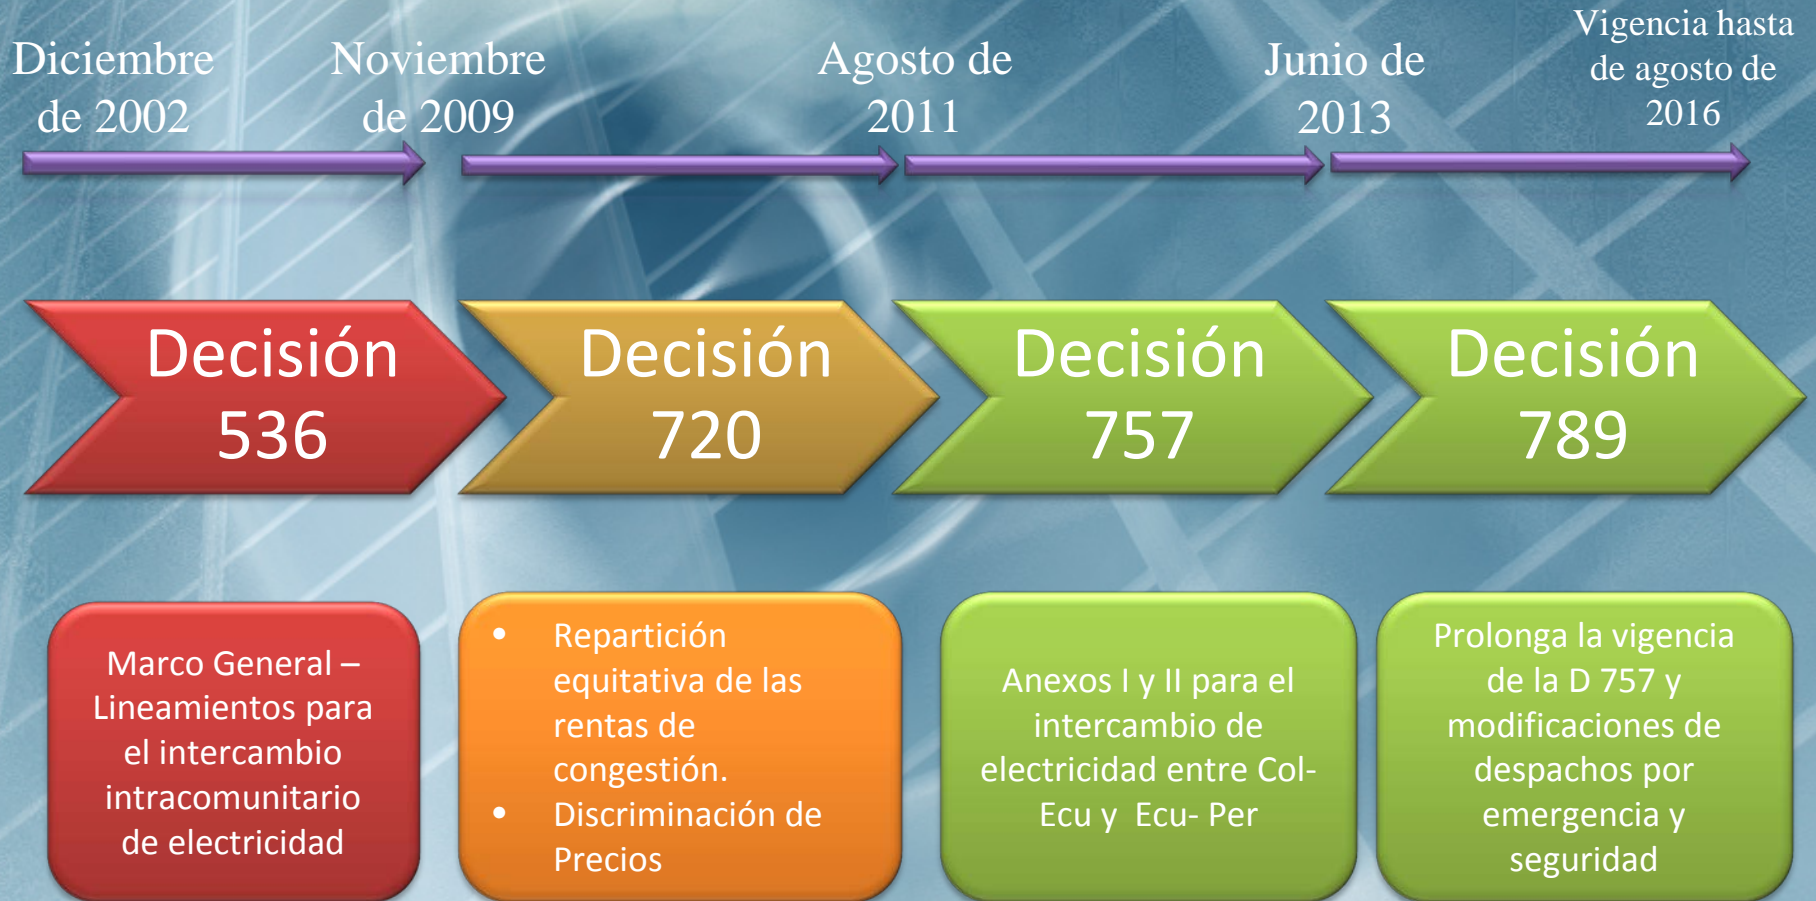 Diciembre
de 2002
Noviembre
de 2009
Agosto de
2011
Junio de
2013
Vigencia hasta
de agosto de
2016
Decisión
536
Decisión
720
Decisión
757
Decisión
789
Marco General –
Lineamientos para
el intercambio
intracomunitario
de electricidad
• Repartición
equitativa de las
rentas de
congestión.
• Discriminación de
Precios
Anexos I y II para el
intercambio de
electricidad entre Col-
Ecu y Ecu- Per
Prolonga la vigencia
de la D 757 y
modificaciones de
despachos por
emergencia y
seguridad